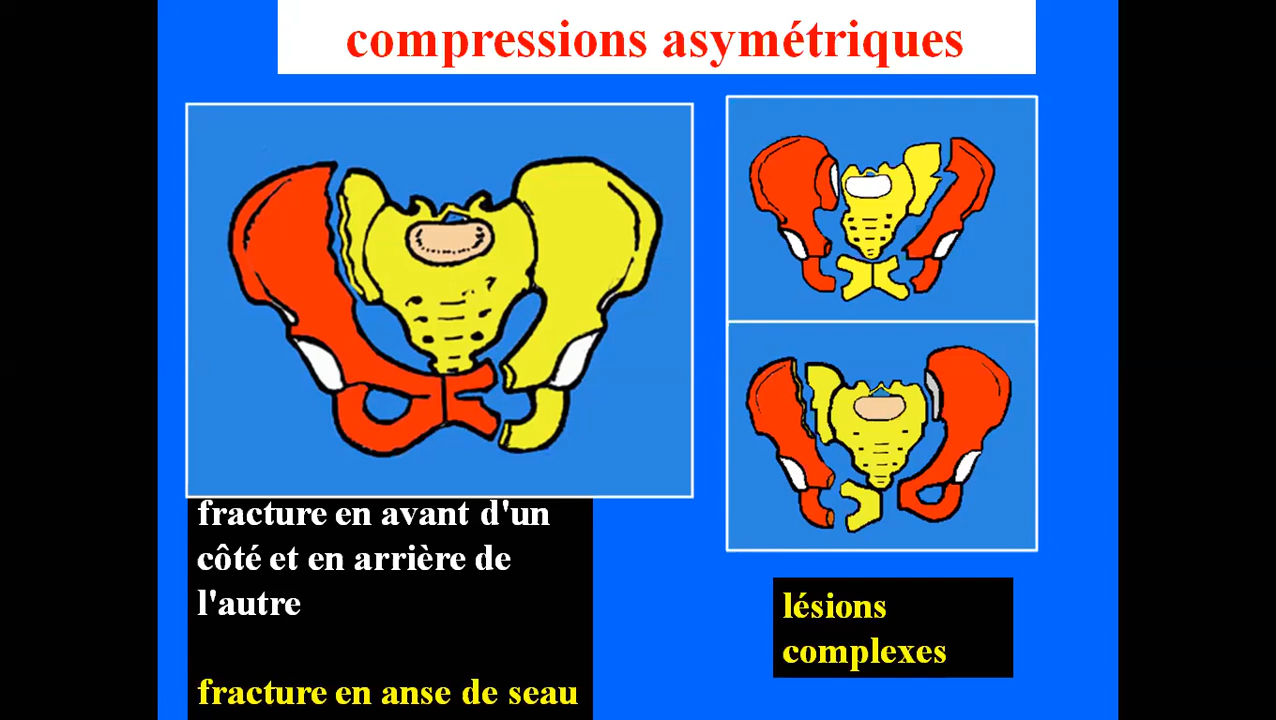 compressions asymétriques
fracture en avant d'un
côté et en arrière de
l'autre
fracture en anse de seau
lésions
complexes